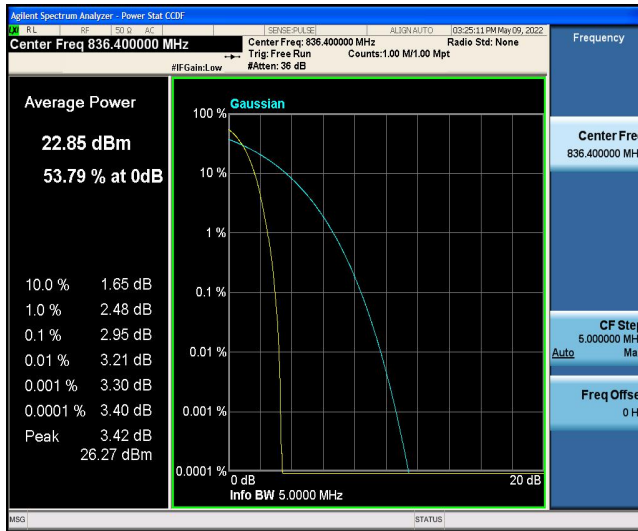 Agilent Spectrum Analyzer - Power Stat CCDF
LXI RL RF 50 Ω AC SENSE:PULSE ALIGN AUTO 03:25:11 PM May 09, 2022
Center Freq 836.400000 MHz
Center Freq: 836.400000 MHz Radio Std: None
Trig: Free Run Counts:1.00 M/1.00 Mpt
#IFGain:Low #Atten: 36 dB
Frequency
Average Power
22.85 dBm
53.79 % at 0dB
10.0 % 1.65 dB
1.0 % 2.48 dB
0.1 % 2.95 dB
0.01 % 3.21 dB
0.001 % 3.30 dB
0.0001 % 3.40 dB
Peak 3.42 dB
26.27 dBm
Gaussian
100 %
10 %
1 %
0.1 %
0.01 %
0.001 %
0.0001 %
0 dB 20 dB
Info BW 5.0000 MHz
Center Fre
836.400000 MH
CF Ste
5.000000 MH
Auto Ma
Freq Offse
0 H
MSG STATUS